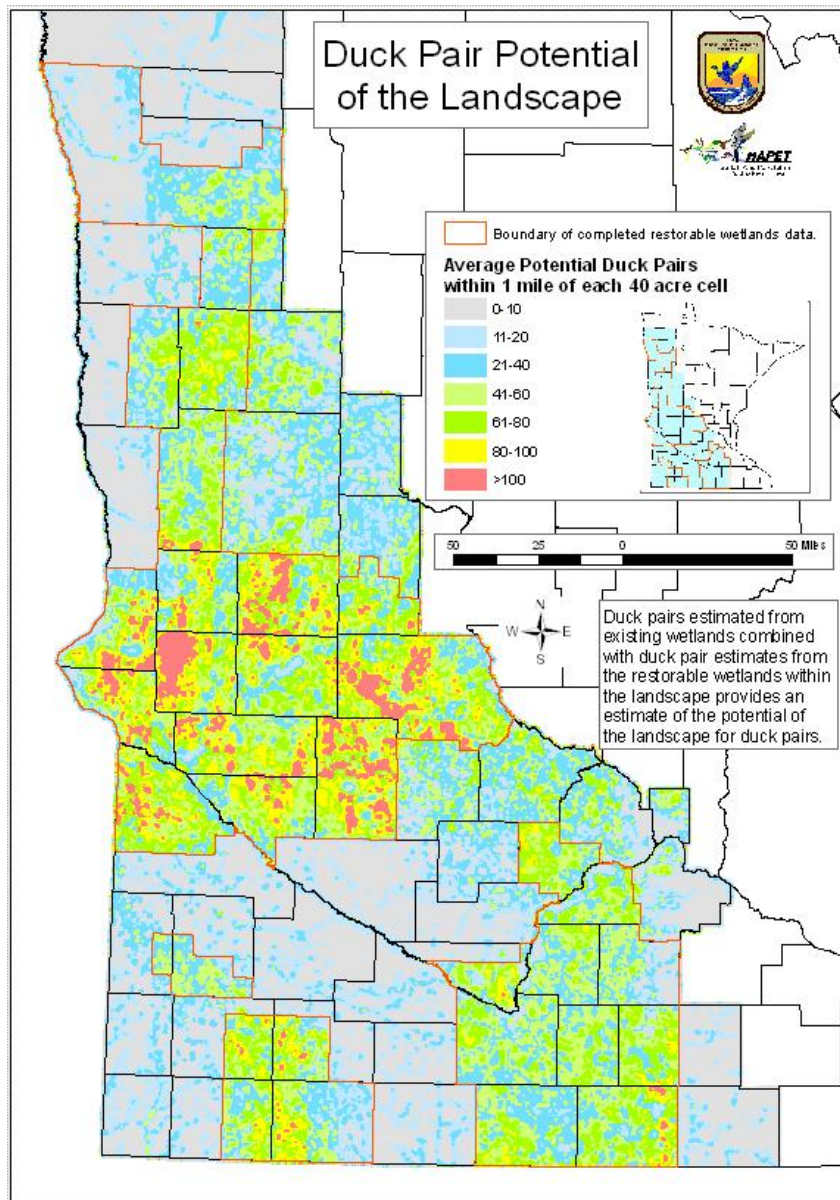 Duck Pair Potential
of the Landscape
HAPET
Boundary of completed restorable wetlands data.
Average Potential Duck Pairs
within 1 mile of each 40 acre cell
0-10
11-20
21-40
41-60
61-80
80-100
>100
50 25 0 50 Miles
N
W E
S
Duck pairs estimated from
existing wetlands combined
with duck pair estimates from
the restorable wetlands within
the landscape provides an
estimate of the potential of
the landscape for duck pairs.